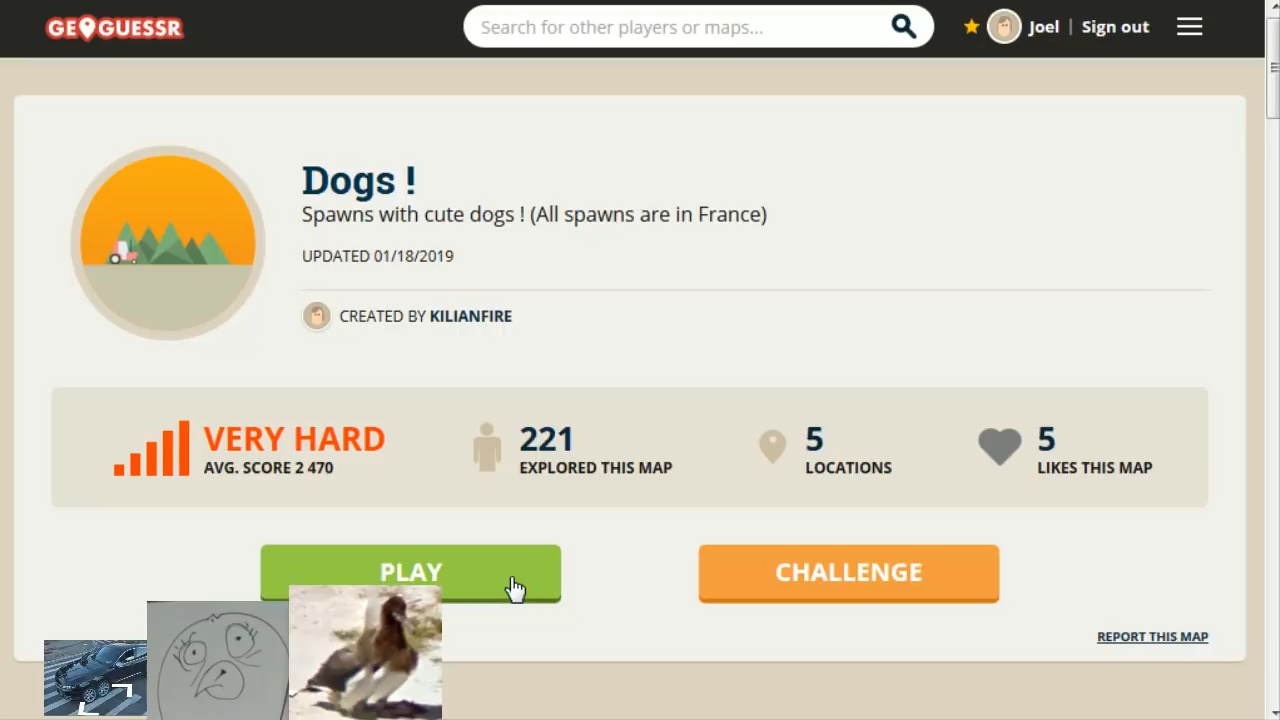 GEOGUESSR
Search for other players or maps...
Joel | Sign out
Dogs !
Spawns with cute dogs ! (All spawns are in France)
UPDATED 01/18/2019
CREATED BY KILIANFIRE
VERY HARD
AVG. SCORE 2 470
221
EXPLORED THIS MAP
5
LOCATIONS
5
LIKES THIS MAP
PLAY
CHALLENGE
REPORT THIS MAP